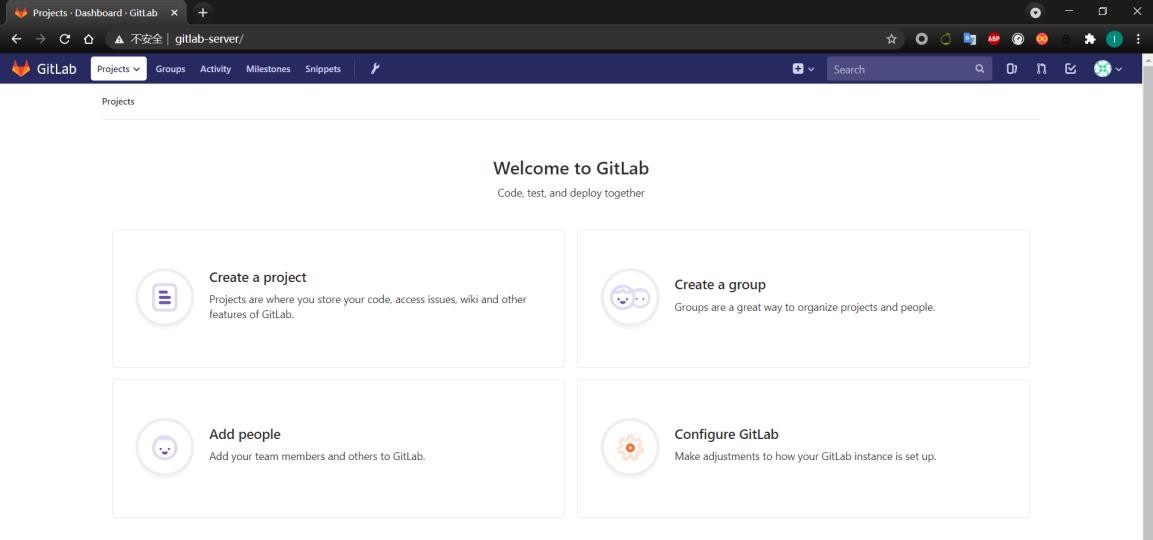 Projects · Dashboard · GitLab
不安全 | gitlab-server/
ABP
I
GitLab Projects Groups Activity Milestones Snippets Search
Projects
Welcome to GitLab
Code, test, and deploy together
Create a project
Projects are where you store your code, access issues, wiki and other
features of GitLab.
Create a group
Groups are a great way to organize projects and people.
Add people
Add your team members and others to GitLab.
Configure GitLab
Make adjustments to how your GitLab instance is set up.